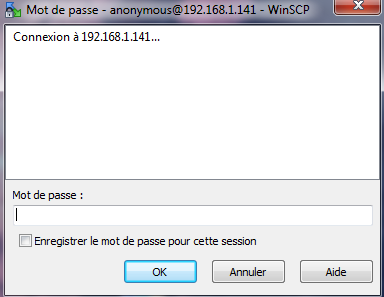 Mot de passe - anonymous@192.168.1.141 - WinSCP
Connexion à 192.168.1.141...
Mot de passe :
Enregistrer le mot de passe pour cette session
OK Annuler Aide